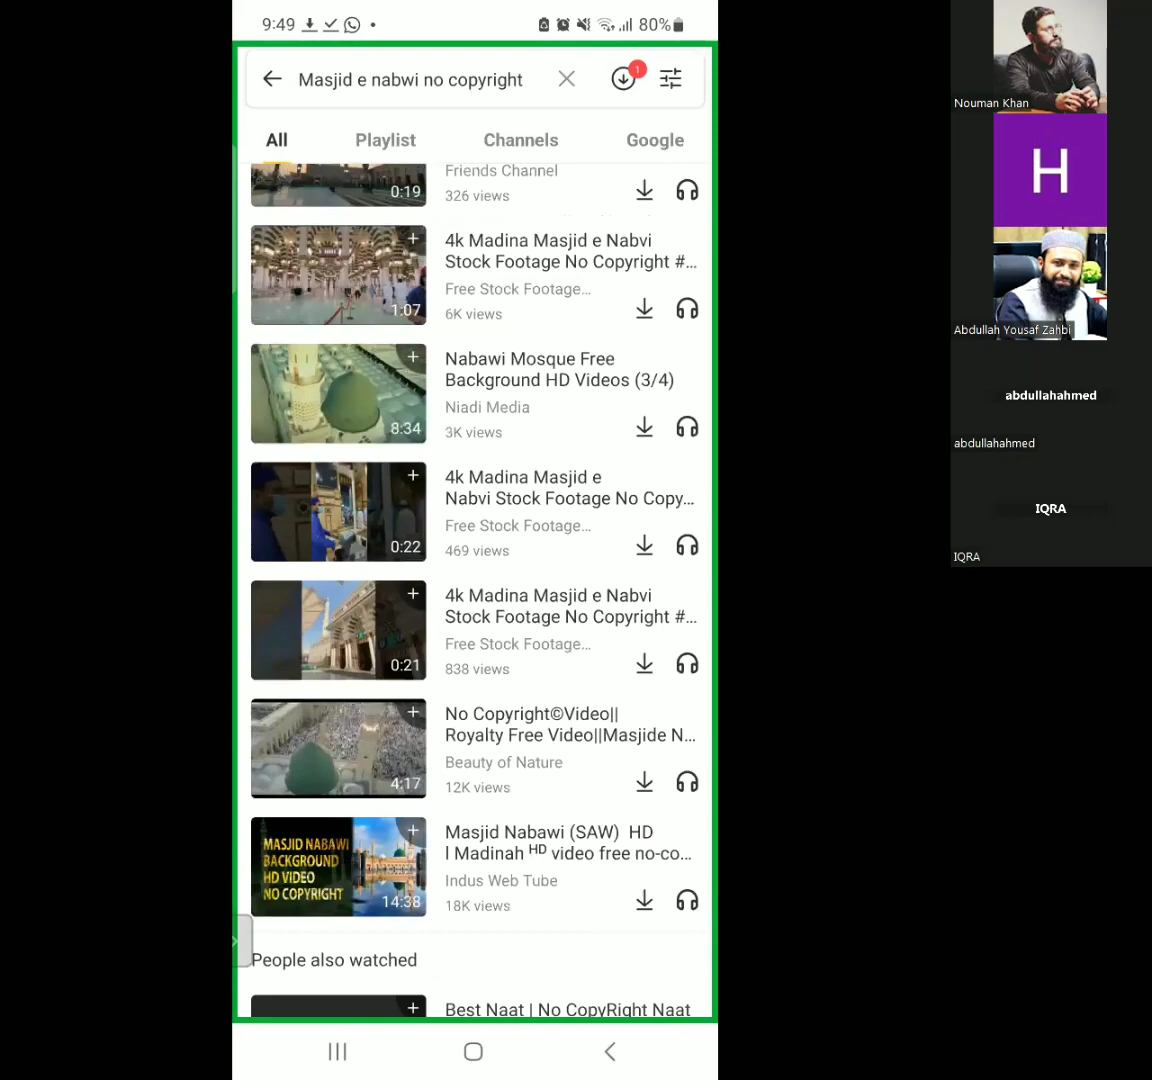 9:49
80%
Masjid e nabwi no copyright
1
All
Playlist
Channels
Google
0:19
Friends Channel
326 views
4k Madina Masjid e Nabvi
Stock Footage No Copyright #...
Free Stock Footage...
6K views
1:07
Nabawi Mosque Free
Background HD Videos (3/4)
Niadi Media
3K views
8:34
4k Madina Masjid e
Nabvi Stock Footage No Copy...
Free Stock Footage...
469 views
0:22
4k Madina Masjid e Nabvi
Stock Footage No Copyright #...
Free Stock Footage...
838 views
0:21
No Copyright©Video||
Royalty Free Video||Masjide N...
Beauty of Nature
12K views
4:17
MASJID NABAWI
BACKGROUND
HD VIDEO
NO COPYRIGHT
14:38
Masjid Nabawi (SAW) HD
l Madinah ᴴᴰ video free no-co...
Indus Web Tube
18K views
People also watched
Best Naat | No CopyRight Naat
Nouman Khan
H
Abdullah Yousaf Zahbi
abdullahahmed
abdullahahmed
IQRA
IQRA